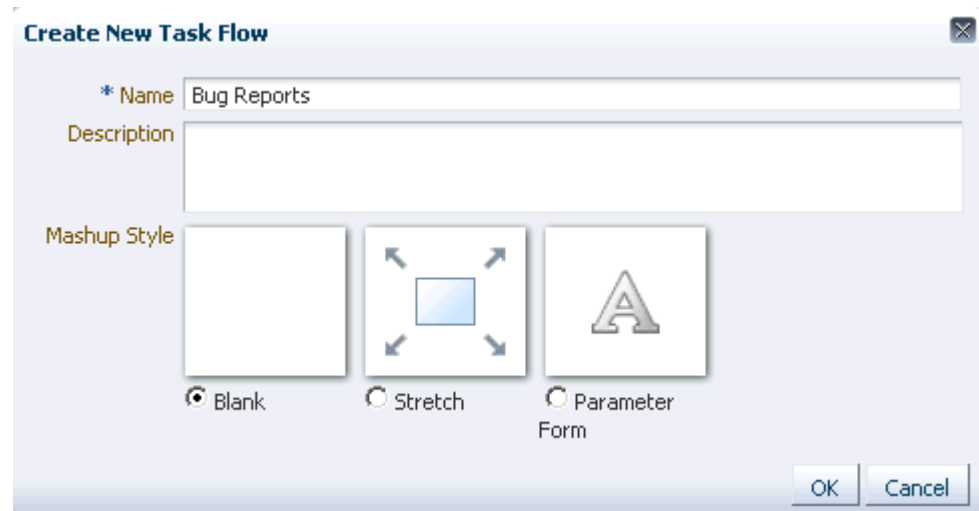 Create New Task Flow
* Name Bug Reports
Description
Mashup Style
A
Blank Stretch Parameter
Form
OK Cancel